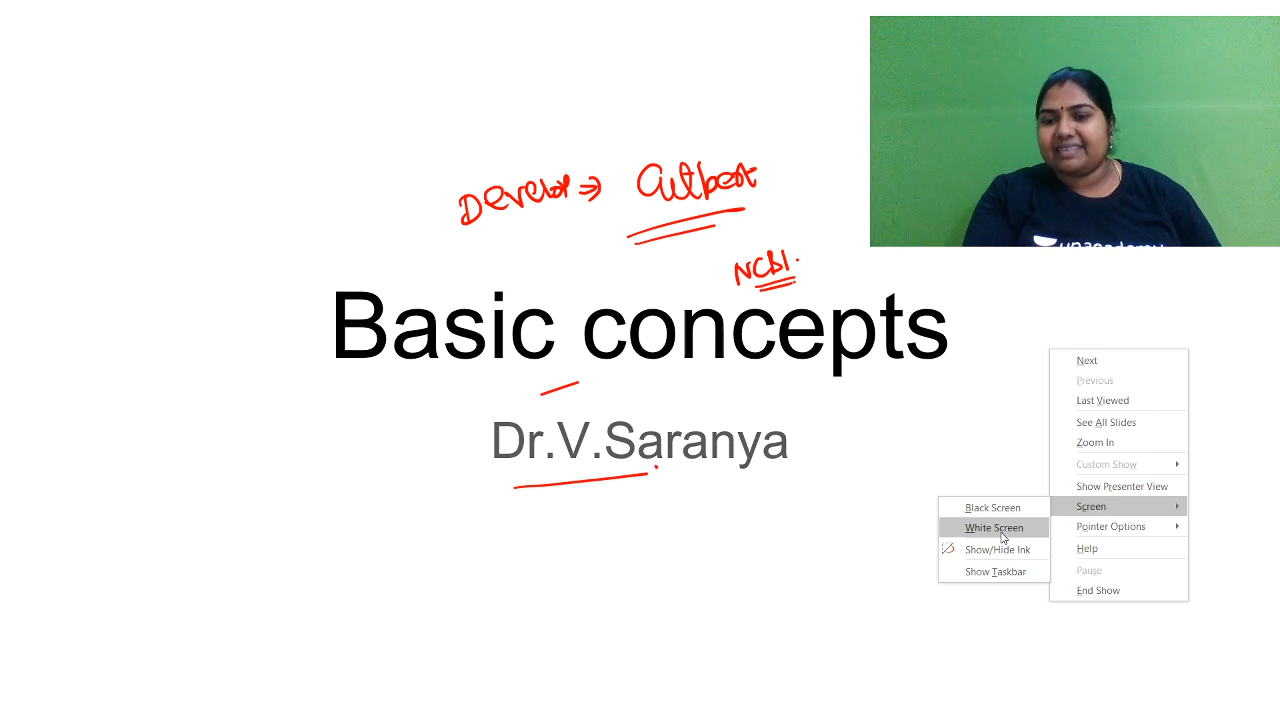 Develop ⇒
NCBI.
Basic concepts
Dr.V.Saranya
unacademy
Next
Previous
Last Viewed
See All Slides
Zoom In
Custom Show
Show Presenter View
Screen
Pointer Options
Help
Pause
End Show
Black Screen
White Screen
Show/Hide Ink
Show Taskbar